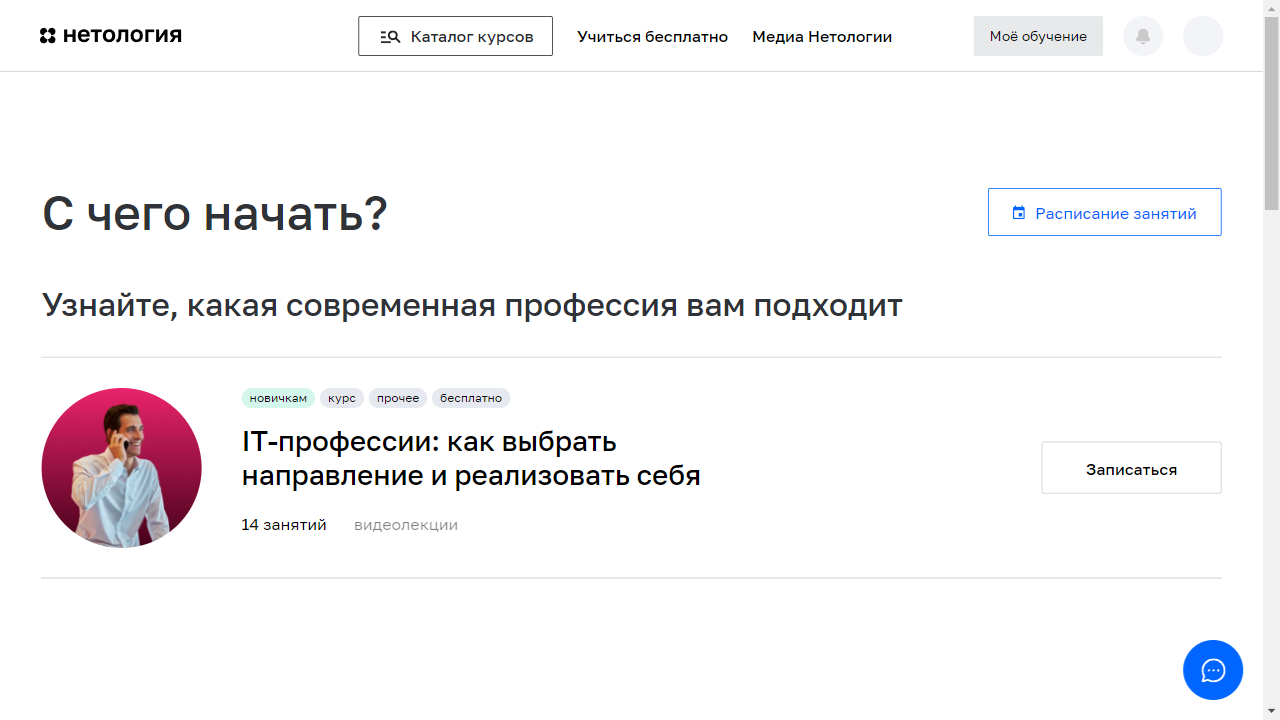 нетология
Каталог курсов
Учиться бесплатно
Медиа Нетологии
Моё обучение
С чего начать?
Расписание занятий
Узнайте, какая современная профессия вам подходит
новичкам
курс
прочее
бесплатно
IT-профессии: как выбрать
направление и реализовать себя
Записаться
14 занятий
видеолекции